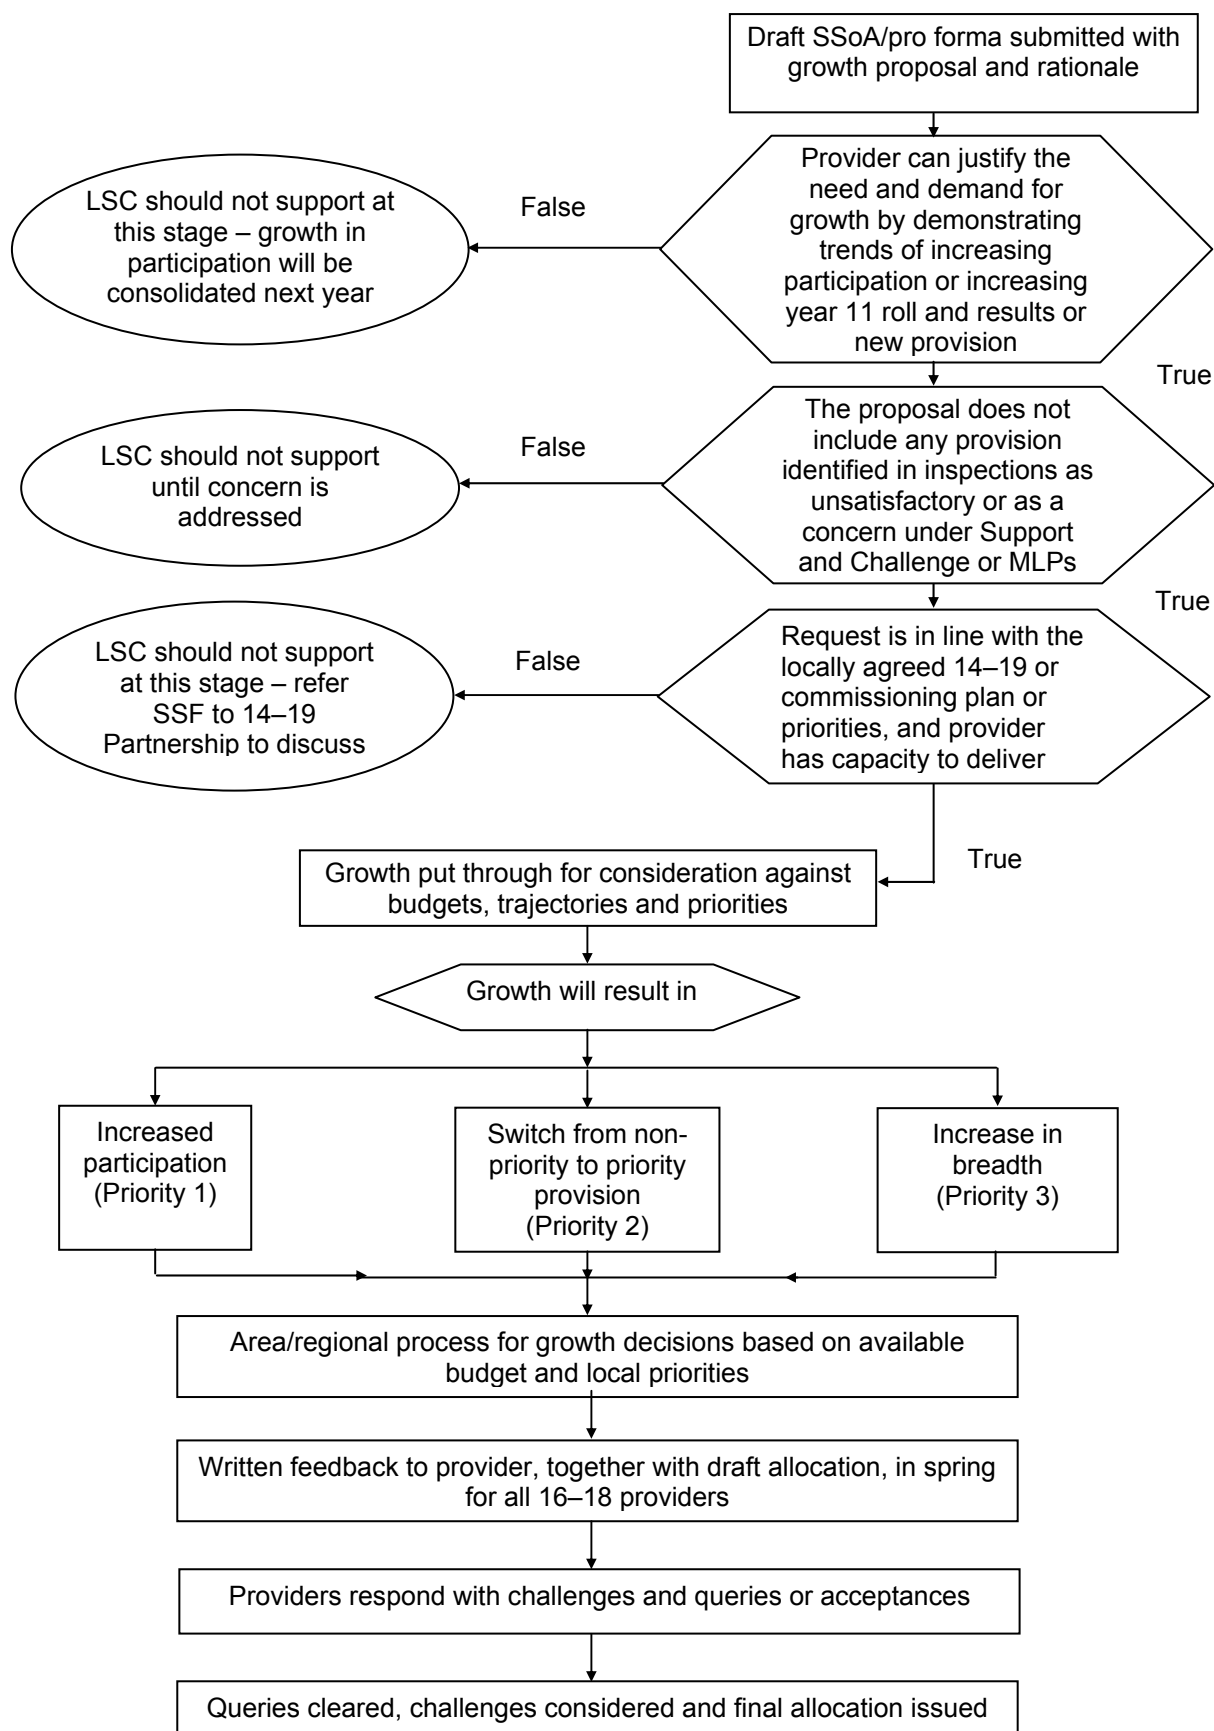 Draft SSoA/pro forma submitted with
growth proposal and rationale
Provider can justify the
need and demand for
growth by demonstrating
trends of increasing
participation or increasing
year 11 roll and results or
new provision
False
LSC should not support at
this stage – growth in
participation will be
consolidated next year
True
The proposal does not
include any provision
identified in inspections as
unsatisfactory or as a
concern under Support
and Challenge or MLPs
False
LSC should not support
until concern is
addressed
True
Request is in line with the
locally agreed 14–19 or
commissioning plan or
priorities, and provider
has capacity to deliver
False
LSC should not support
at this stage – refer
SSF to 14–19
Partnership to discuss
True
Growth put through for consideration against
budgets, trajectories and priorities
Growth will result in
Increased
participation
(Priority 1)
Switch from non-
priority to priority
provision
(Priority 2)
Increase in
breadth
(Priority 3)
Area/regional process for growth decisions based on available
budget and local priorities
Written feedback to provider, together with draft allocation, in spring
for all 16–18 providers
Providers respond with challenges and queries or acceptances
Queries cleared, challenges considered and final allocation issued